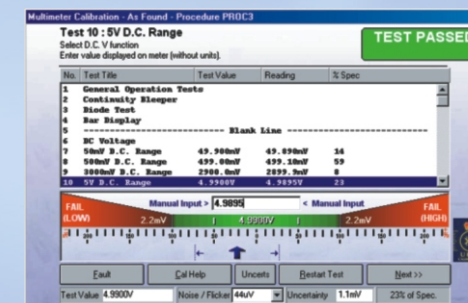 Multimeter Calibration - As Found - Procedure PROC3
Test 10 : 5V D.C. Range
Select D.C. V function
Enter value displayed on meter [without units].
TEST PASSED
No. Test Title Test Value Reading % Spec
1 General Operation Tests
2 Continuity Bleeper
3 Diode Test
4 Bar Display
5 -------------------- Blank Line --------------------
6 DC Voltage
7 50mV D.C. Range 49.900mV 49.890mV 14
8 500mV D.C. Range 499.00mV 499.10mV 59
9 3000mV D.C. Range 2900.0mV 2899.9mV 8
10 5V D.C. Range 4.9900V 4.9895V 23
FAIL (LOW) Manual Input > 4.9895 < Manual Input FAIL (HIGH)
2.2mV 4.9900V 2.2mV
Fault Cal Help Uncerts Restart Test Next >>
Test Value 4.9900V Noise / Flicker 44uV Uncertainty 1.1mV 23% of Spec.